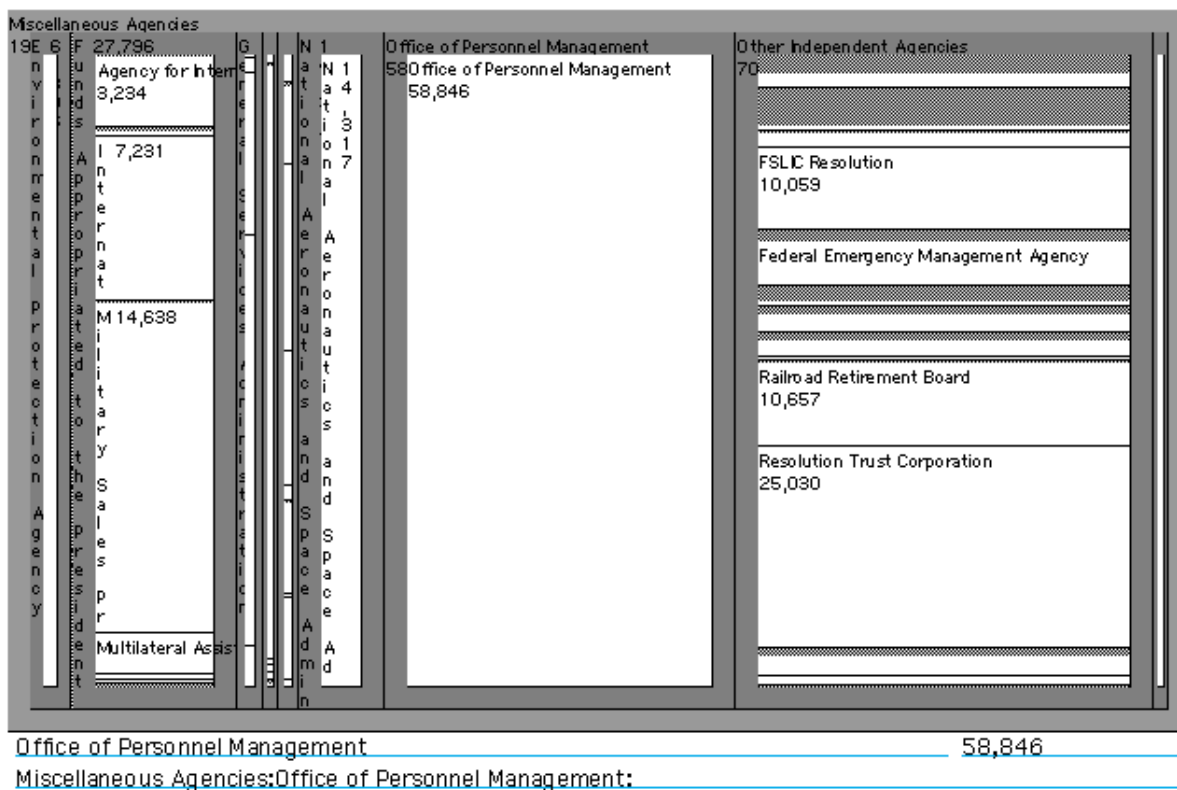 Miscellaneous Agencies
19
Environmental Protection Agency
6
Funds Appropriated to the President
27,796
Agency for Intern
3,234
Internat
7,231
Military Sales Pr
14,638
Multilateral Assis
General Services Administration
National Aeronautics and Space Admin
1
National Aeronautics and Space Ad
14,317
Office of Personnel Management
58
Office of Personnel Management
58,846
Other Independent Agencies
70
FSLIC Resolution
10,059
Federal Emergency Management Agency
Railroad Retirement Board
10,657
Resolution Trust Corporation
25,030
Office of Personnel Management 58,846
Miscellaneous Agencies:Office of Personnel Management: